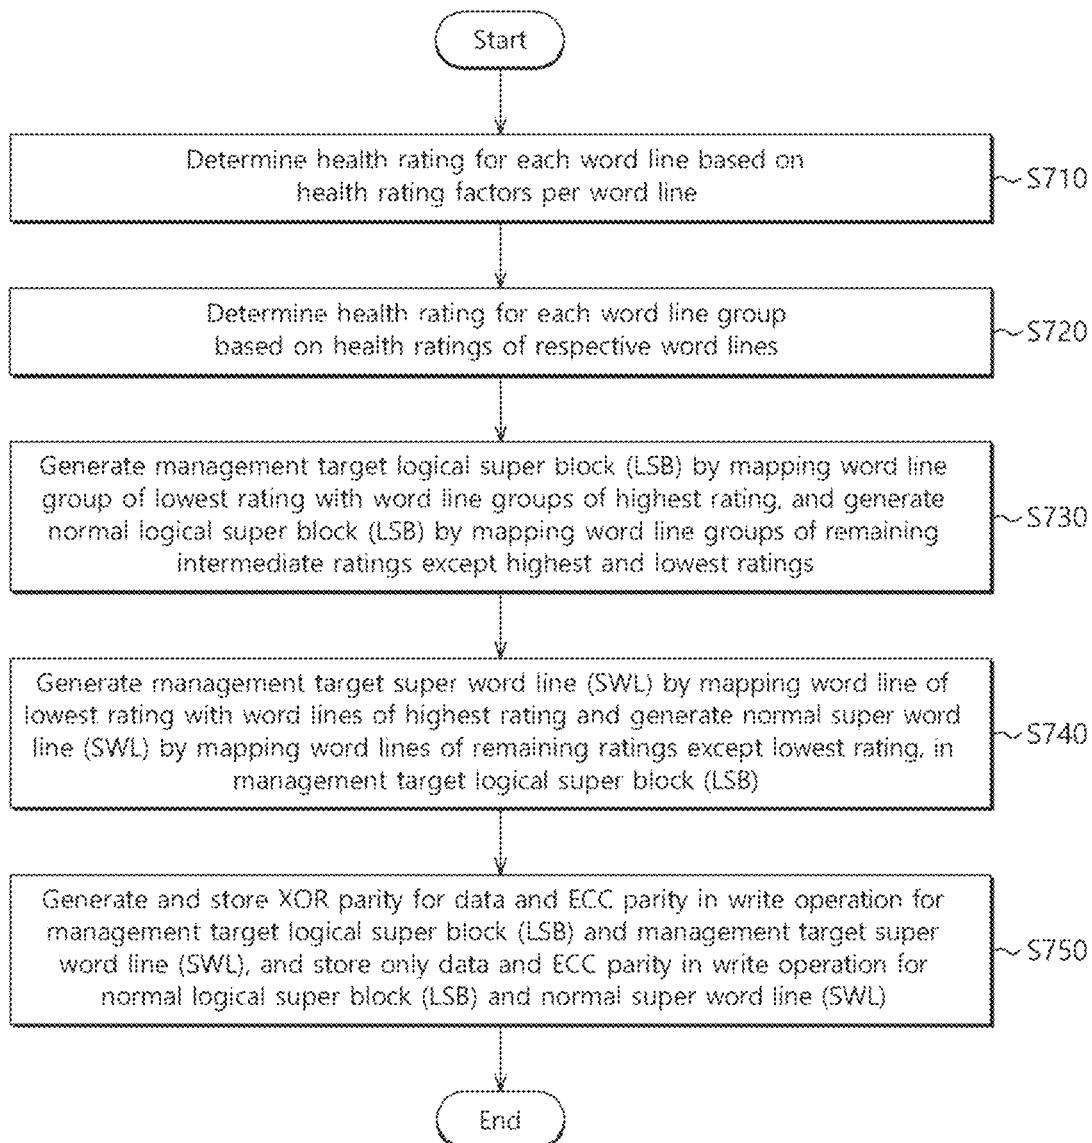 Start
Determine health rating for each word line based on
health rating factors per word line
S710
Determine health rating for each word line group
based on health ratings of respective word lines
S720
Generate management target logical super block (LSB) by mapping word line
group of lowest rating with word line groups of highest rating, and generate
normal logical super block (LSB) by mapping word line groups of remaining
intermediate ratings except highest and lowest ratings
S730
Generate management target super word line (SWL) by mapping word line of
lowest rating with word lines of highest rating and generate normal super word
line (SWL) by mapping word lines of remaining ratings except lowest rating, in
management target logical super block (LSB)
S740
Generate and store XOR parity for data and ECC parity in write operation for
management target logical super block (LSB) and management target super
word line (SWL), and store only data and ECC parity in write operation for
normal logical super block (LSB) and normal super word line (SWL)
S750
End